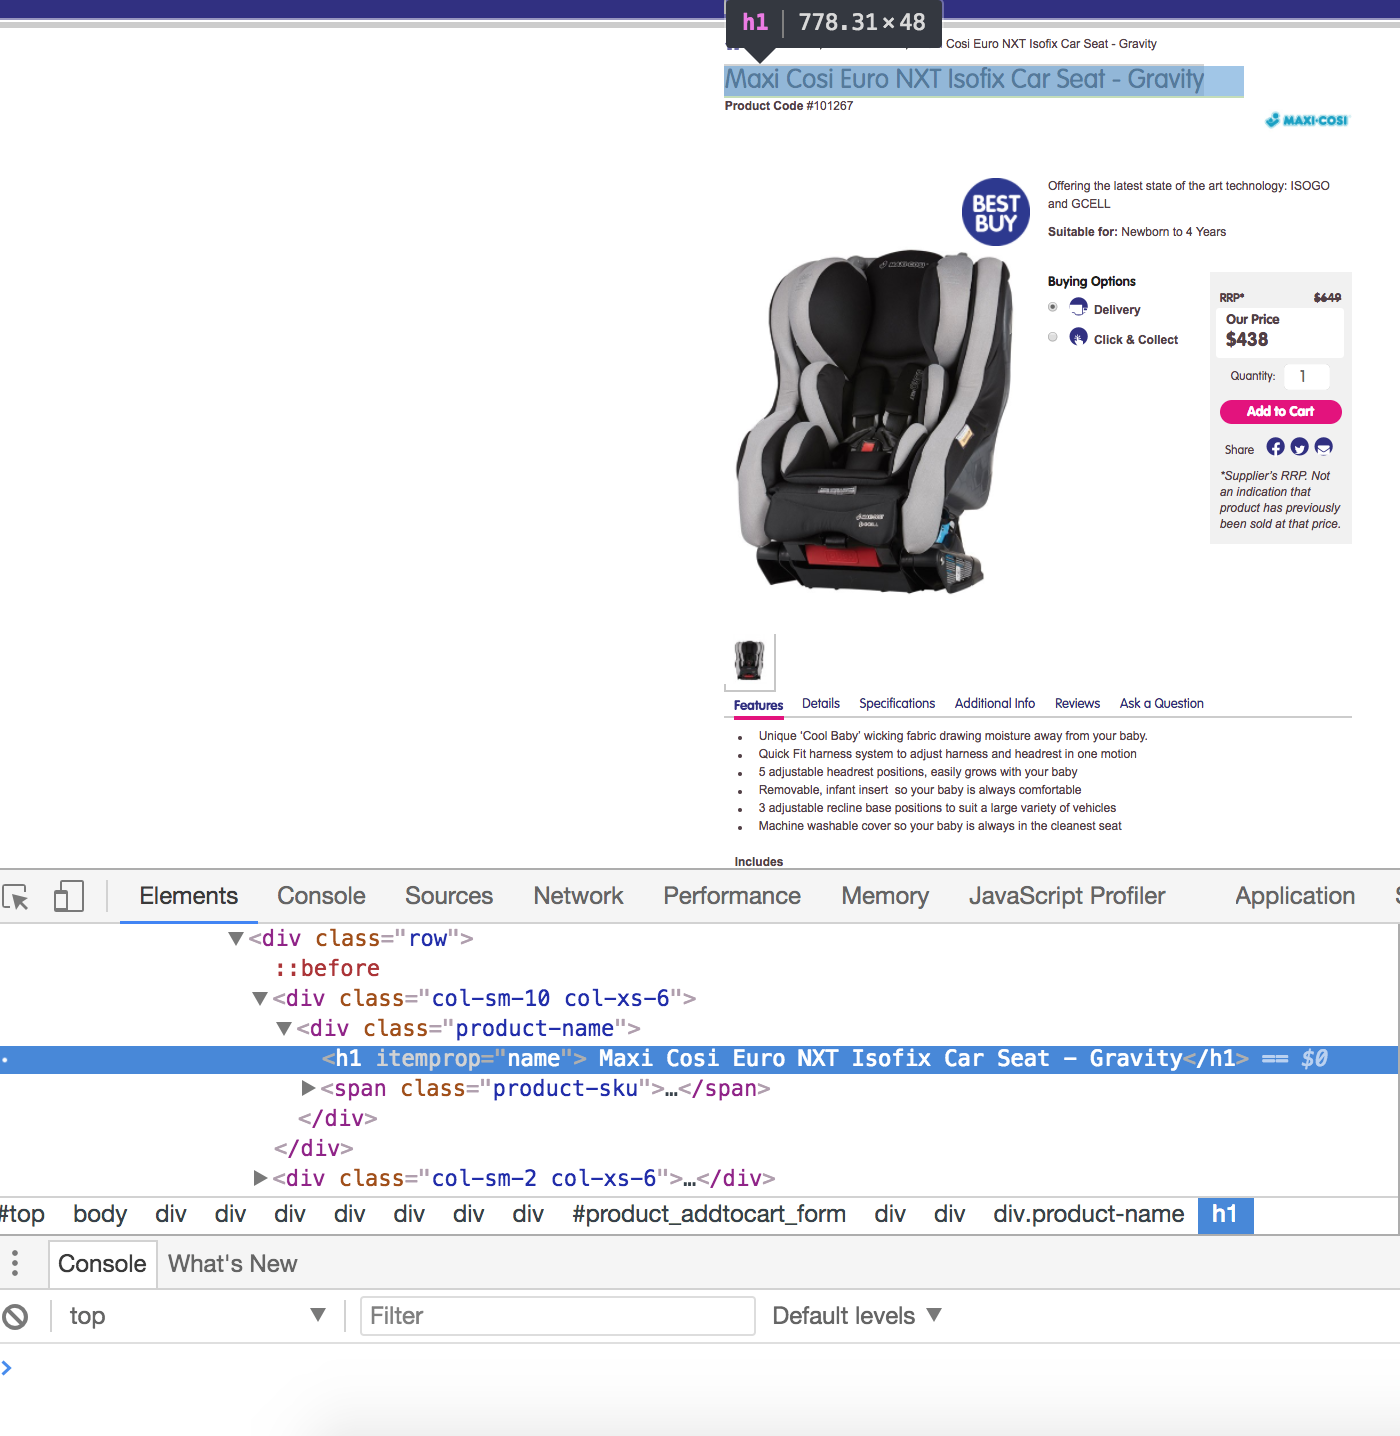 h1 778.31 × 48
Cosi Euro NXT Isofix Car Seat - Gravity
Maxi Cosi Euro NXT Isofix Car Seat - Gravity
Product Code #101267
MAXI-COSI
BEST
BUY
Offering the latest state of the art technology: ISOGO
and GCELL
Suitable for: Newborn to 4 Years
MAXI-COSI
Buying Options
Delivery
Click & Collect
RRP* $649
Our Price
$438
Quantity: 1
Add to Cart
Share
*Supplier's RRP. Not
an indication that
product has previously
been sold at that price.
Features Details Specifications Additional Info Reviews Ask a Question
• Unique ‘Cool Baby’ wicking fabric drawing moisture away from your baby.
• Quick Fit harness system to adjust harness and headrest in one motion
• 5 adjustable headrest positions, easily grows with your baby
• Removable, infant insert so your baby is always comfortable
• 3 adjustable recline base positions to suit a large variety of vehicles
• Machine washable cover so your baby is always in the cleanest seat
Includes
Elements Console Sources Network Performance Memory JavaScript Profiler Application
▼<div class="row">
::before
▼<div class="col-sm-10 col-xs-6">
▼<div class="product-name">
<h1 itemprop="name"> Maxi Cosi Euro NXT Isofix Car Seat - Gravity</h1> == $0
▶<span class="product-sku">…</span>
</div>
</div>
▶<div class="col-sm-2 col-xs-6">…</div>
#top body div div div div div div div #product_addtocart_form div div div.product-name h1
Console What's New
top ▼ Filter Default levels ▼
>